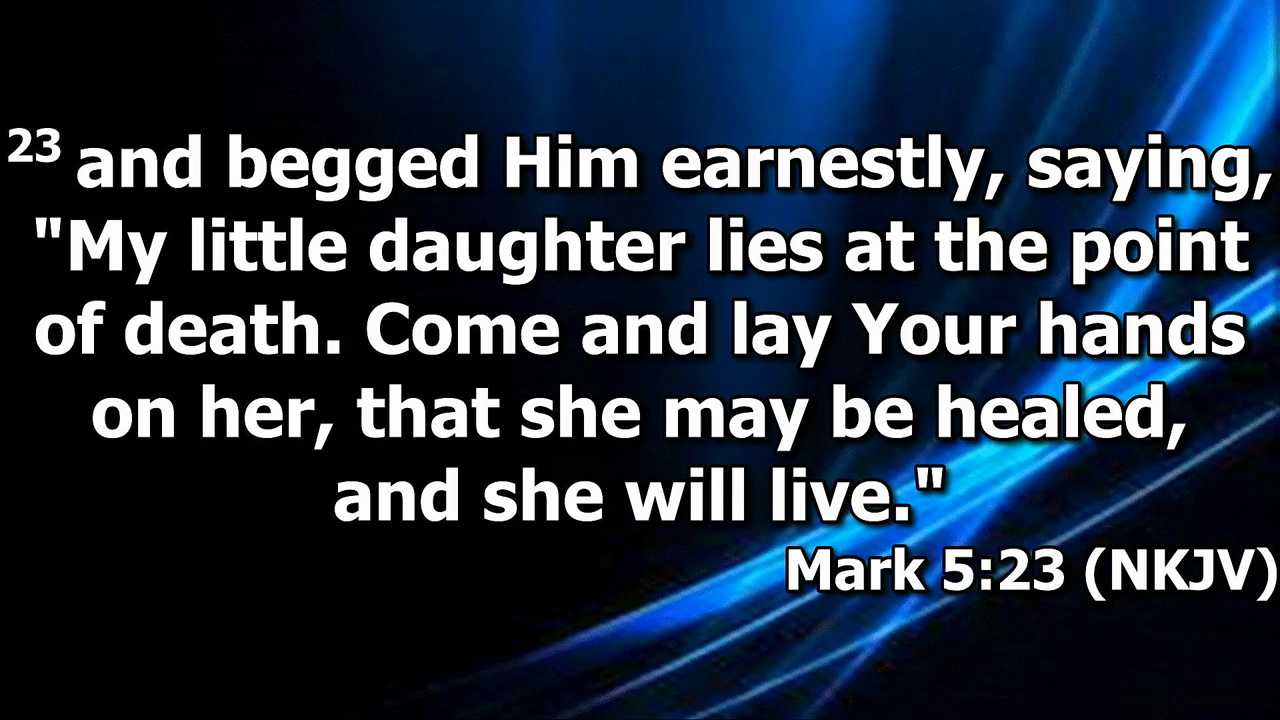 23 and begged Him earnestly, saying,
"My little daughter lies at the point
of death. Come and lay Your hands
on her, that she may be healed,
and she will live."
Mark 5:23 (NKJV)